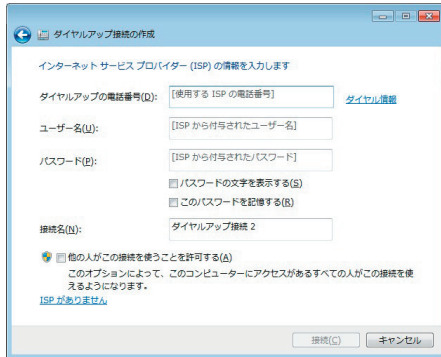 ダイヤルアップ接続の作成
インターネット サービス プロバイダー (ISP) の情報を入力します
ダイヤルアップの電話番号(D):
[使用する ISP の電話番号]
ダイヤル情報
ユーザー名(U):
[ISP から付与されたユーザー名]
パスワード(P):
[ISP から付与されたパスワード]
パスワードの文字を表示する(S)
このパスワードを記憶する(R)
接続名(N):
ダイヤルアップ接続 2
他の人がこの接続を使うことを許可する(A)
このオプションによって、このコンピューターにアクセスがあるすべての人がこの接続を使
えるようになります。
ISP がありません
接続(C)
キャンセル